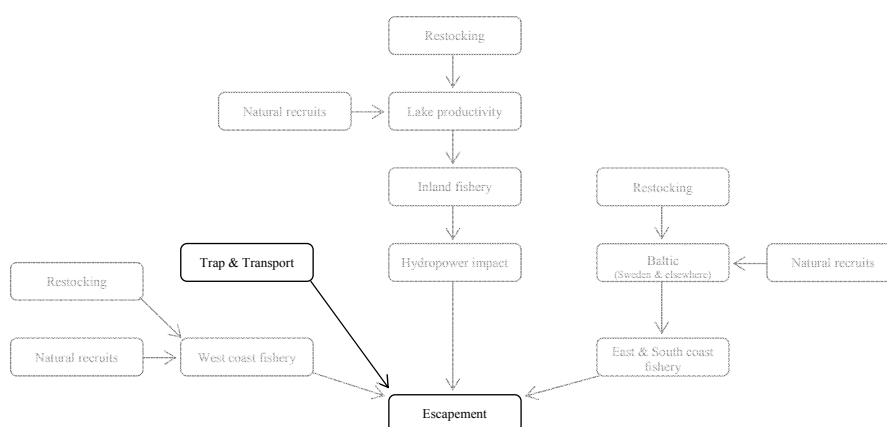 Restocking
Natural recruits
Lake productivity
Inland fishery
Restocking
Trap & Transport
Hydropower impact
Baltic
(Sweden & elsewhere)
Natural recruits
Restocking
Natural recruits
West coast fishery
East & South coast
fishery
Escapement